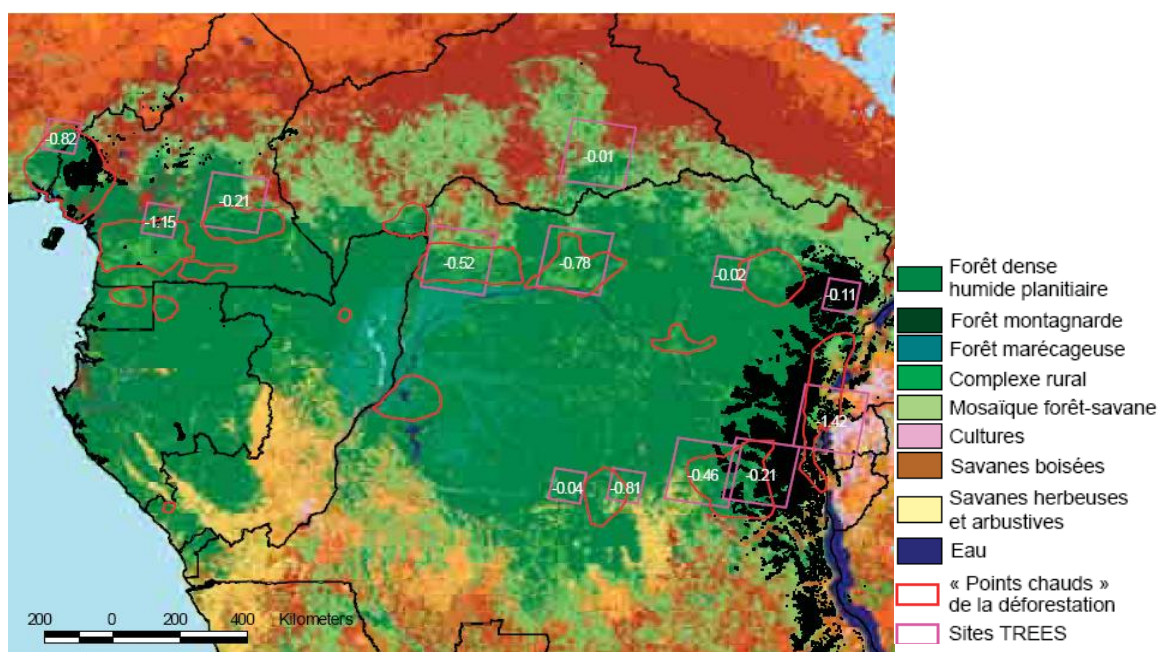 -0.82
-0.01
-0.21
-1.15
-0.52
-0.78
-0.02
-0.11
-1.42
-0.46
-0.21
-0.04
-0.81
200 0 200 400 Kilometers
Forêt dense
humide planitiaire
Forêt montagnarde
Forêt marécageuse
Complexe rural
Mosaïque forêt-savane
Cultures
Savanes boisées
Savanes herbeuses
et arbustives
Eau
« Points chauds »
de la déforestation
Sites TREES